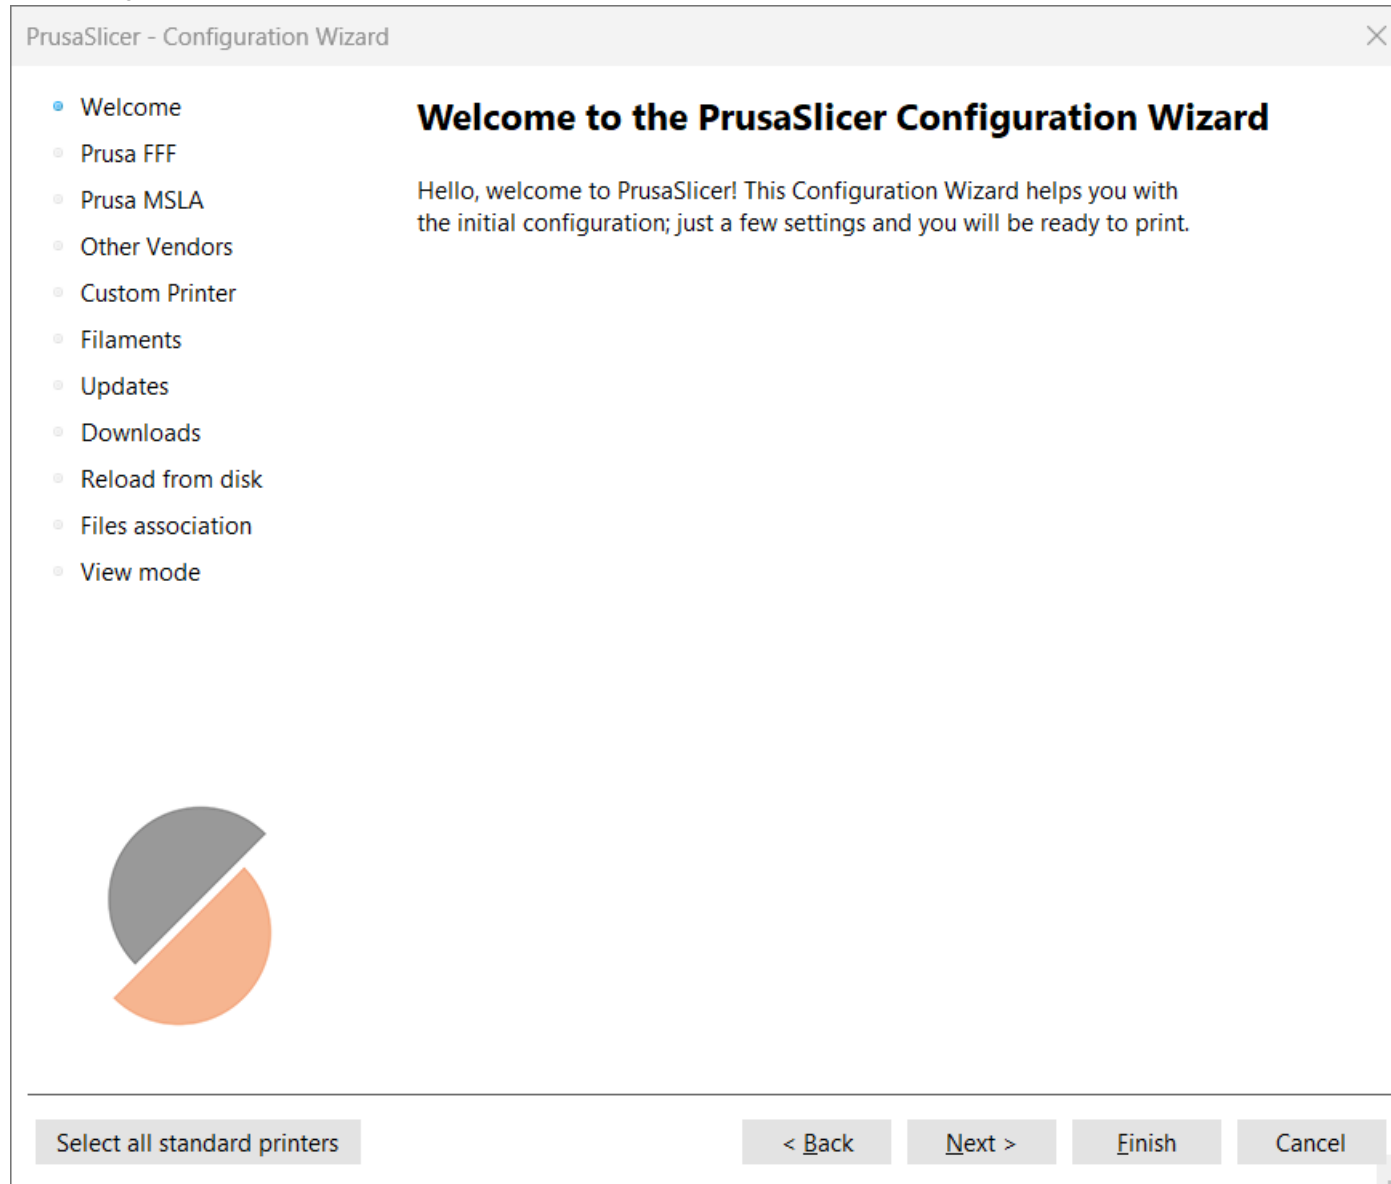 PrusaSlicer - Configuration Wizard
Welcome
Prusa FFF
Prusa MSLA
Other Vendors
Custom Printer
Filaments
Updates
Downloads
Reload from disk
Files association
View mode
Welcome to the PrusaSlicer Configuration Wizard
Hello, welcome to PrusaSlicer! This Configuration Wizard helps you with
the initial configuration; just a few settings and you will be ready to print.
Select all standard printers
< Back
Next >
Finish
Cancel